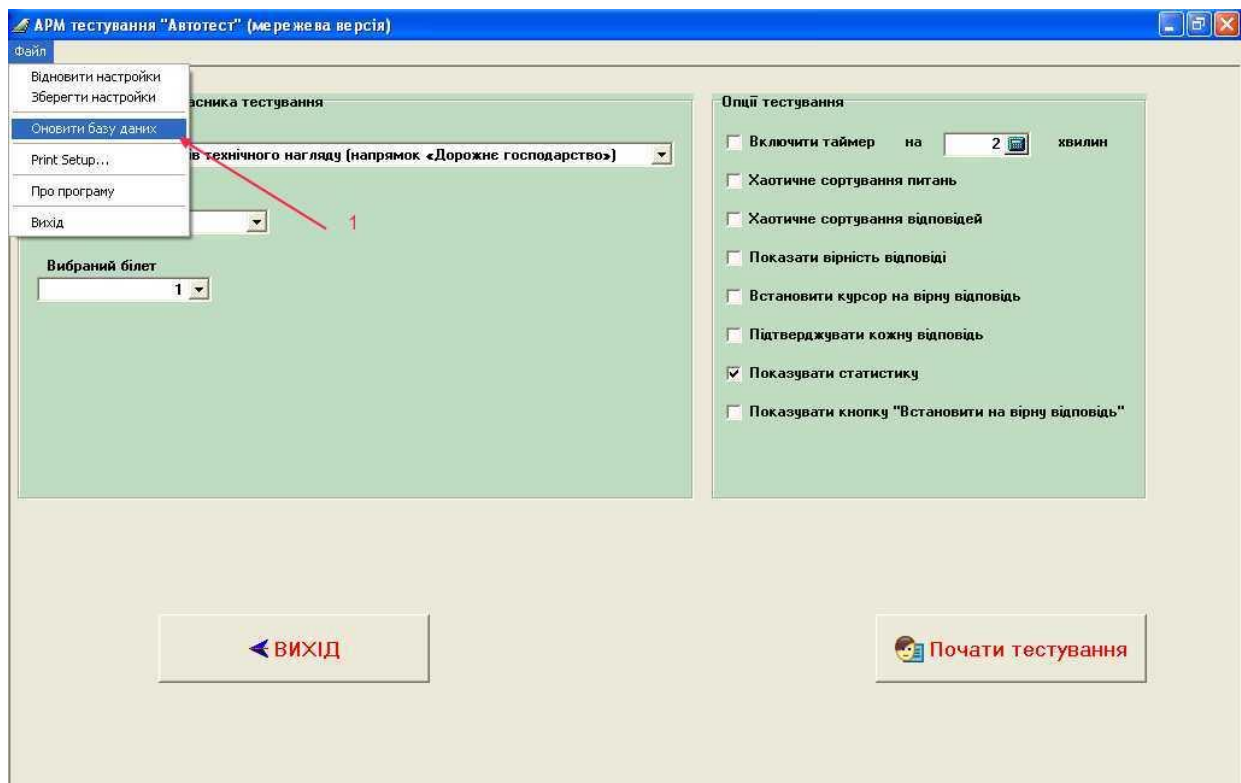 АРМ тестування "Автотест" (мережева версія)
Файл
Відновити настройки
Зберегти настройки
Оновити базу даних
Print Setup...
Про програму
Вихід
асника тестування
ів технічного нагляду (напрямок «Дорожнє господарство»)
1
Вибраний білет
1
Опції тестування
Включити таймер на 2 хвилин
Хаотичне сортування питань
Хаотичне сортування відповідей
Показати вірність відповіді
Встановити курсор на вірну відповідь
Підтверджувати кожну відповідь
Показувати статистику
Показувати кнопку "Встановити на вірну відповідь"
ВИХІД
Почати тестування